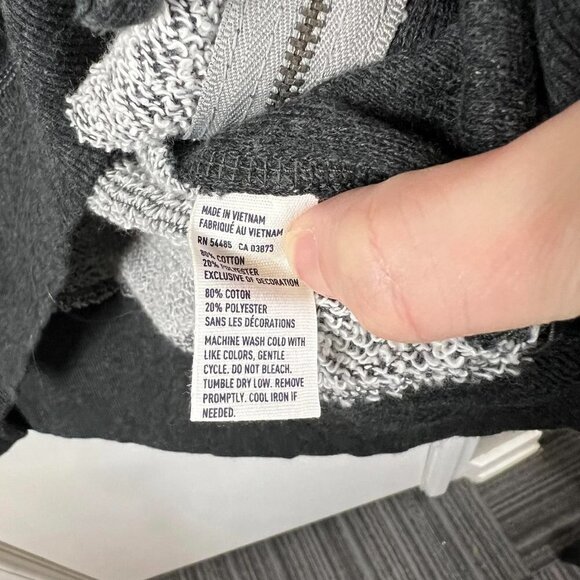 MADE IN VIETNAM
FABRIQUÉ AU VIETNAM
RN 54485 CA 03873
80% COTTON
20% POLYESTER
EXCLUSIVE OF DECORATION
80% COTON
20% POLYESTER
SANS LES DÉCORATIONS
MACHINE WASH COLD WITH
LIKE COLORS, GENTLE
CYCLE. DO NOT BLEACH.
TUMBLE DRY LOW. REMOVE
PROMPTLY. COOL IRON IF
NEEDED.